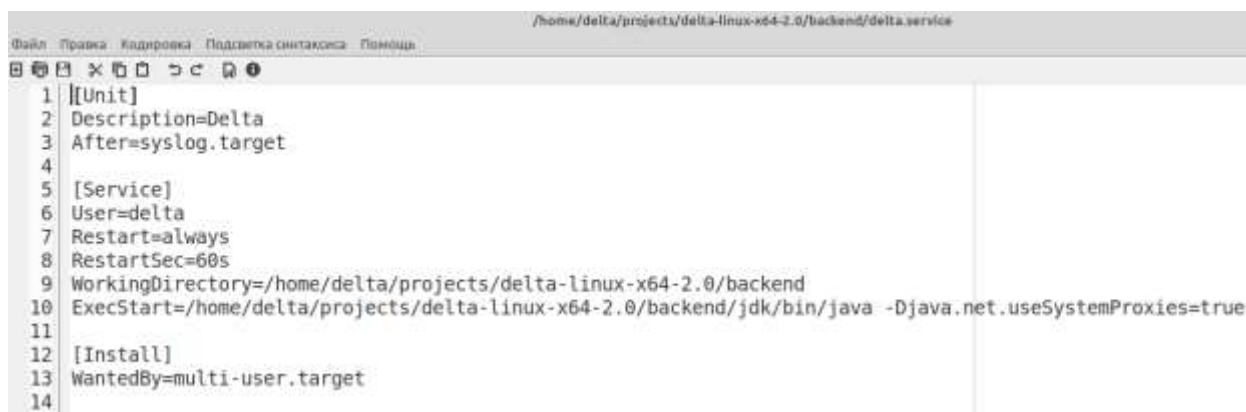 /home/delta/projects/delta-linux-x64-2.0/backend/delta.service
Файл Правка Кодировка Подсветка синтаксиса Помощь
1 [Unit]
2 Description=Delta
3 After=syslog.target
4
5 [Service]
6 User=delta
7 Restart=always
8 RestartSec=60s
9 WorkingDirectory=/home/delta/projects/delta-linux-x64-2.0/backend
10 ExecStart=/home/delta/projects/delta-linux-x64-2.0/backend/jdk/bin/java -Djava.net.useSystemProxies=true
11
12 [Install]
13 WantedBy=multi-user.target
14